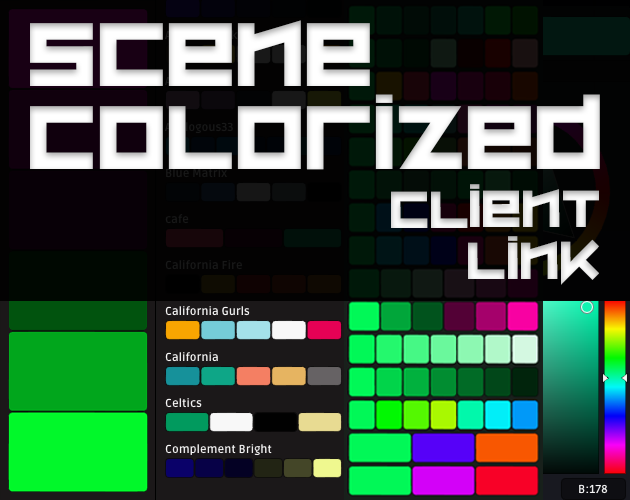 scene
colorized
client
link
Analogous33
Blue Matrix
cafe
California Fire
California Gurls
California
Celtics
Complement Bright
B:178